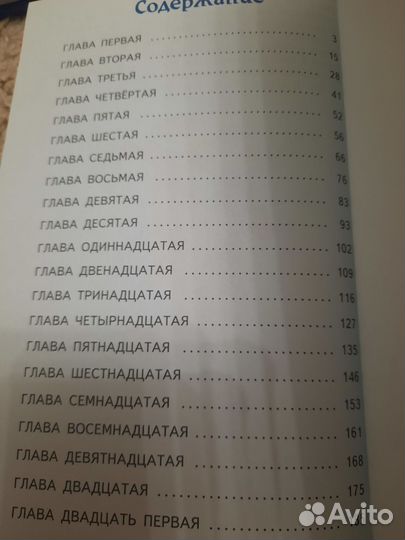 Содержание
ГЛАВА ПЕРВАЯ ........................ 3
ГЛАВА ВТОРАЯ ........................ 15
ГЛАВА ТРЕТЬЯ ........................ 28
ГЛАВА ЧЕТВЁРТАЯ ........................ 41
ГЛАВА ПЯТАЯ ........................ 52
ГЛАВА ШЕСТАЯ ........................ 56
ГЛАВА СЕДЬМАЯ ........................ 66
ГЛАВА ВОСЬМАЯ ........................ 76
ГЛАВА ДЕВЯТАЯ ........................ 83
ГЛАВА ДЕСЯТАЯ ........................ 93
ГЛАВА ОДИННАДЦАТАЯ ................... 102
ГЛАВА ДВЕНАДЦАТАЯ .................... 109
ГЛАВА ТРИНАДЦАТАЯ .................... 116
ГЛАВА ЧЕТЫРНАДЦАТАЯ .................. 127
ГЛАВА ПЯТНАДЦАТАЯ .................... 135
ГЛАВА ШЕСТНАДЦАТАЯ ................... 146
ГЛАВА СЕМНАДЦАТАЯ .................... 153
ГЛАВА ВОСЕМНАДЦАТАЯ .................. 161
ГЛАВА ДЕВЯТНАДЦАТАЯ .................. 168
ГЛАВА ДВАДЦАТАЯ ...................... 175
ГЛАВА ДВАДЦАТЬ ПЕРВАЯ ................
Avito